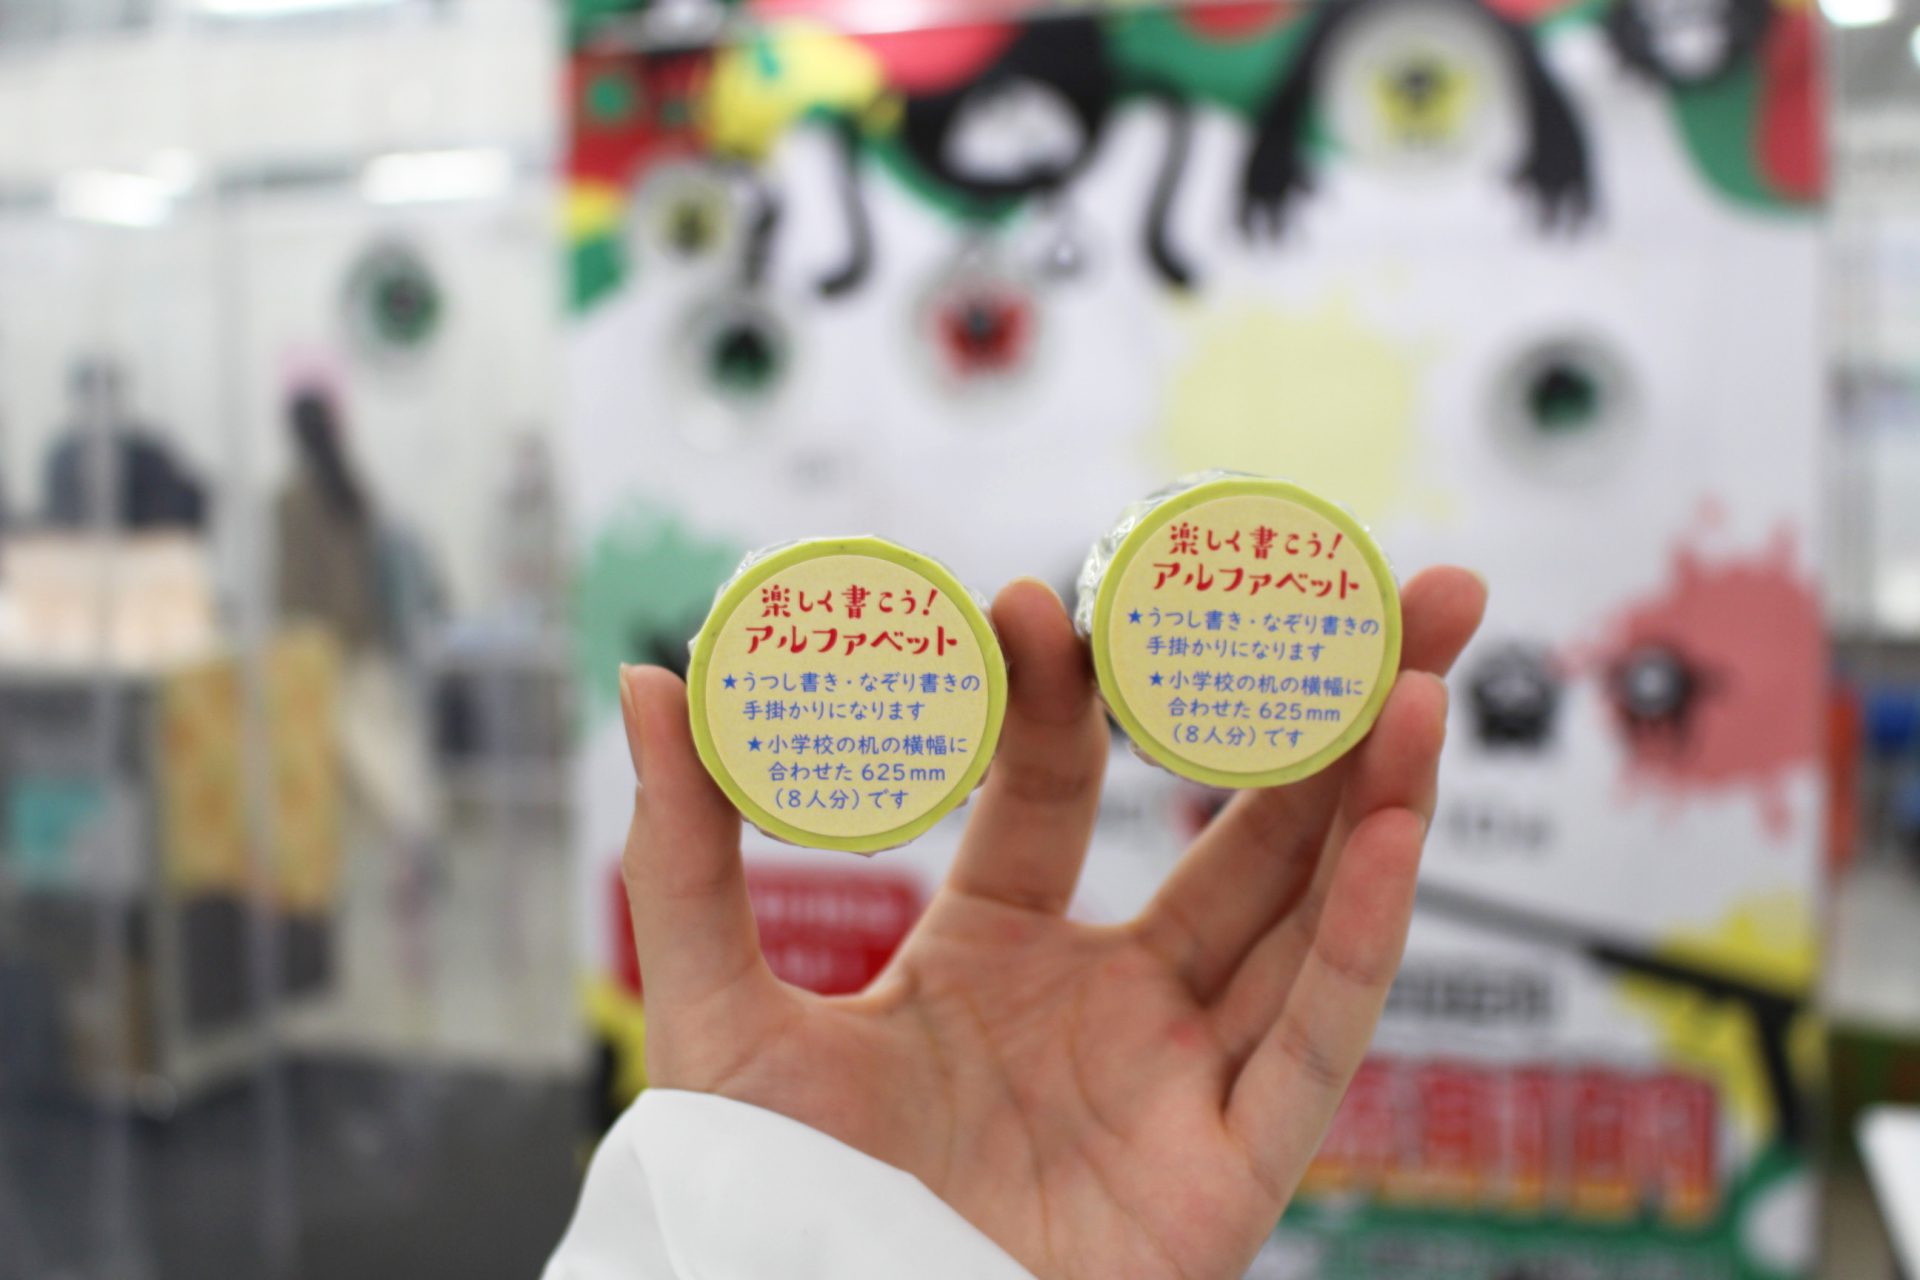 楽しく書こう!
アルファベット
★うつし書き・なぞり書きの
手掛かりになります
★小学校の机の横幅に
合わせた 625mm
(8人分)です
楽しく書こう!
アルファベット
★うつし書き・なぞり書きの
手掛かりになります
★小学校の机の横幅に
合わせた 625mm
(8人分)です